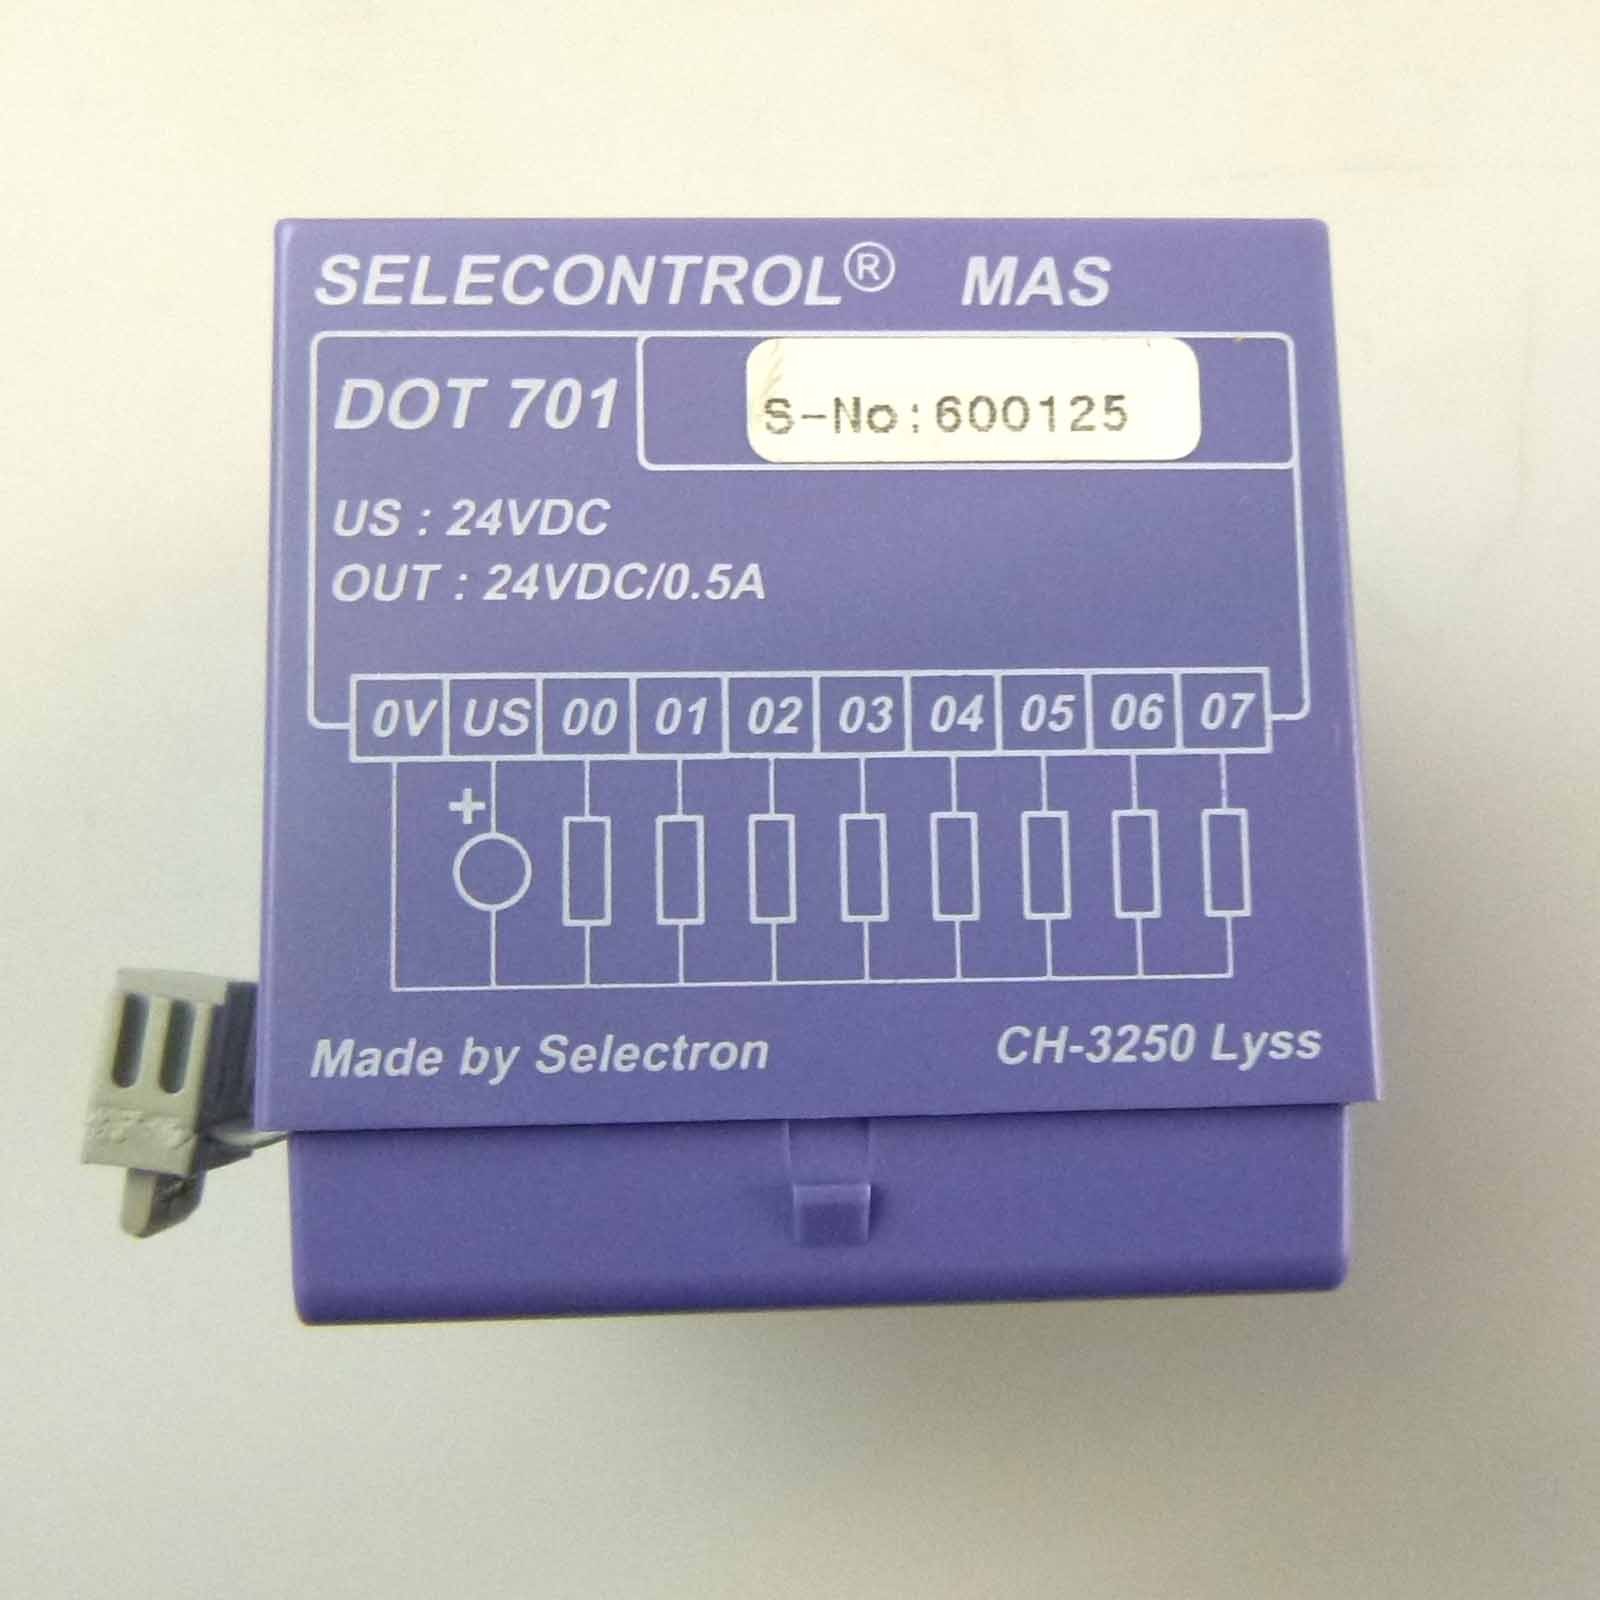 SELECONTROL® MAS
DOT 701
S-No:600125
US : 24VDC
OUT : 24VDC/0.5A
0V US 00 01 02 03 04 05 06 07
+
Made by Selectron CH-3250 Lyss